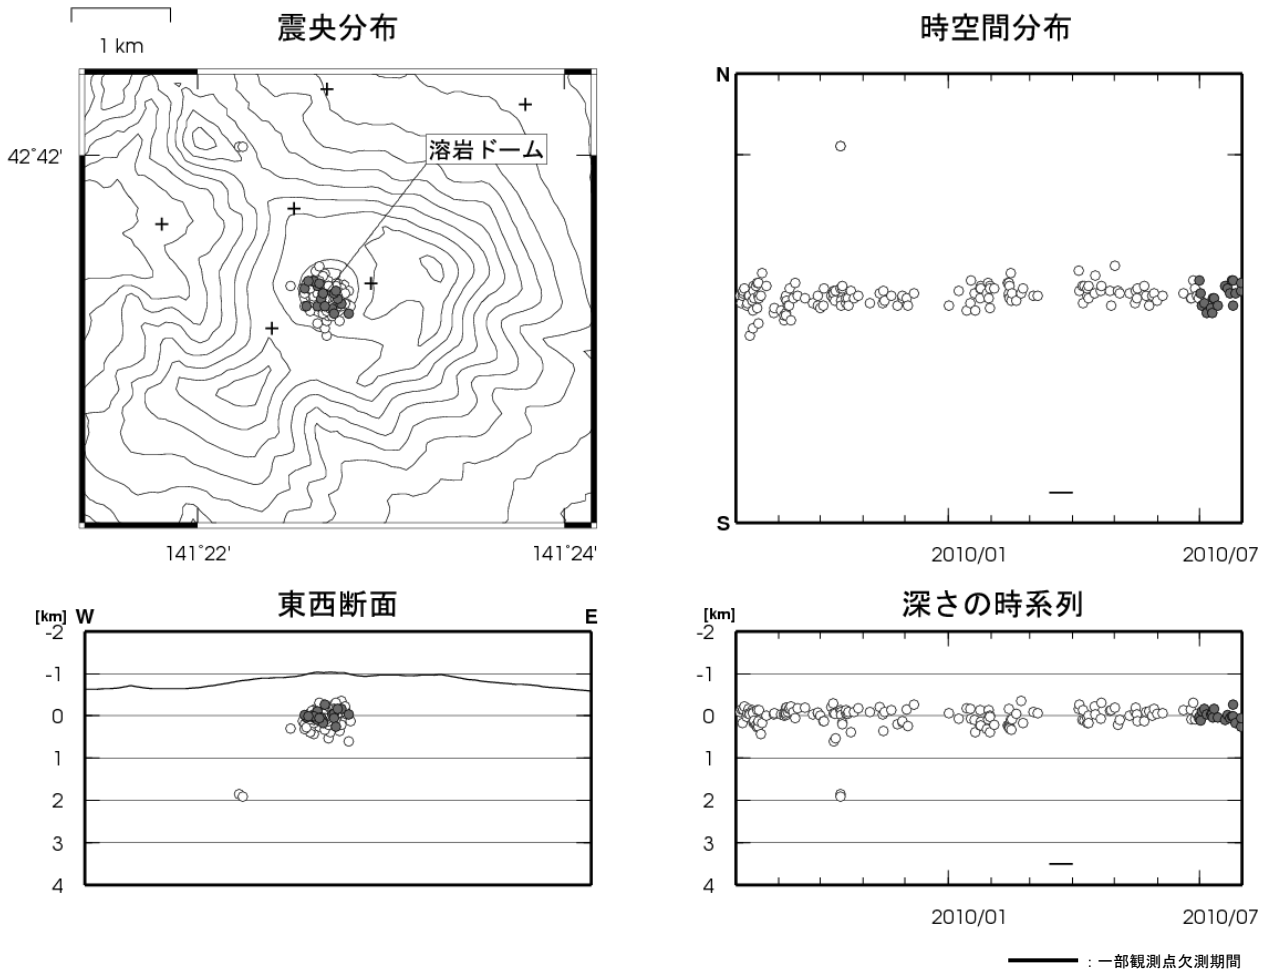 震央分布
1 km
42˚42'
溶岩ドーム
141˚22'
141˚24'
時空間分布
N
S
2010/01
2010/07
東西断面
[km]
W
E
-2
-1
0
1
2
3
4
深さの時系列
[km]
-2
-1
0
1
2
3
4
2010/01
2010/07
：一部観測点欠測期間